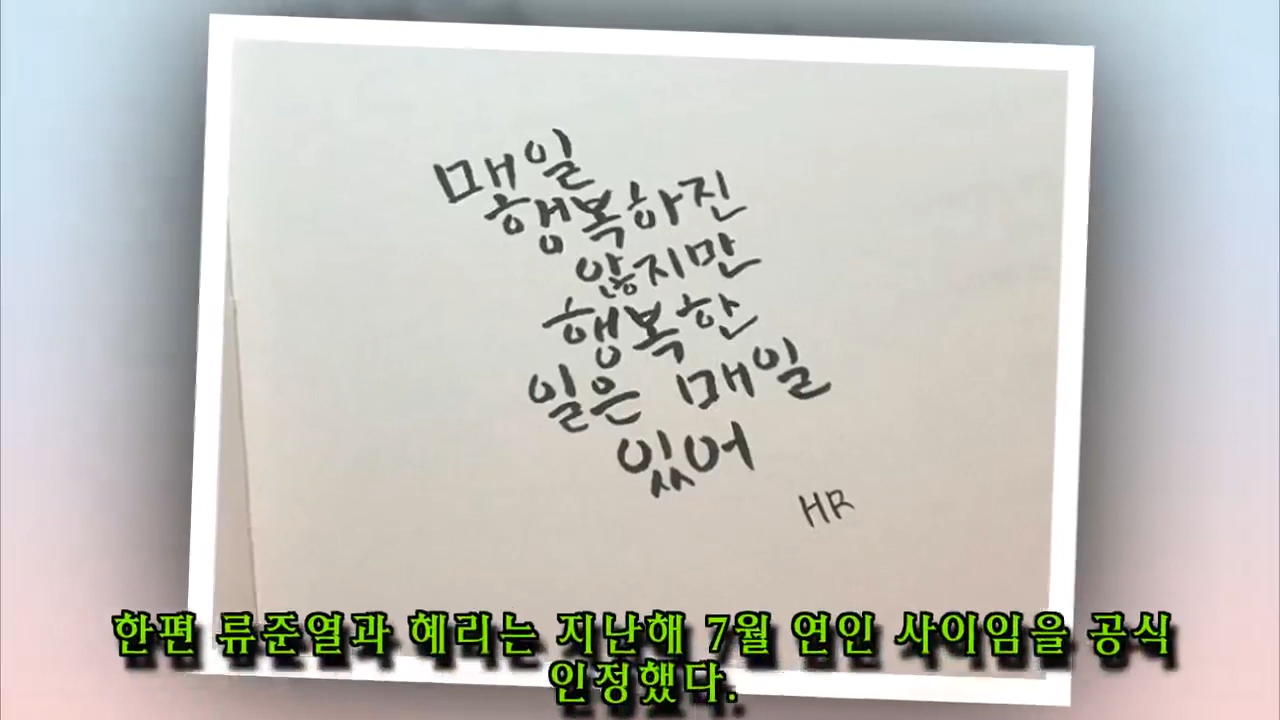 매일
행복하진
않지만
행복한
일은 매일
있어
HR
한편 류준열과 혜리는 지난해 7월 연인 사이임을 공식
인정했다.